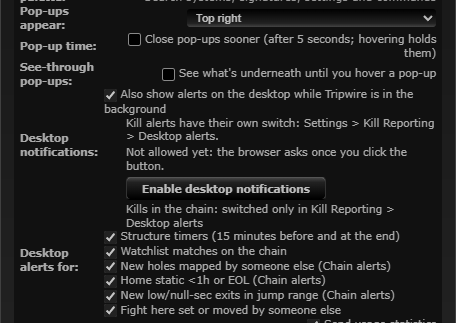 Pop-ups appear:
Top right
Pop-up time:
Close pop-ups sooner (after 5 seconds; hovering holds
them)
See-through
pop-ups:
See what's underneath until you hover a pop-up
Desktop
notifications:
Also show alerts on the desktop while Tripwire is in the
background
Kill alerts have their own switch: Settings > Kill Reporting
> Desktop alerts.
Not allowed yet: the browser asks once you click the
button.
Enable desktop notifications
Kills in the chain: switched only in Kill Reporting >
Desktop alerts
Desktop
alerts for:
Structure timers (15 minutes before and at the end)
Watchlist matches on the chain
New holes mapped by someone else (Chain alerts)
Home static <1h or EOL (Chain alerts)
New low/null-sec exits in jump range (Chain alerts)
Fight here set or moved by someone else